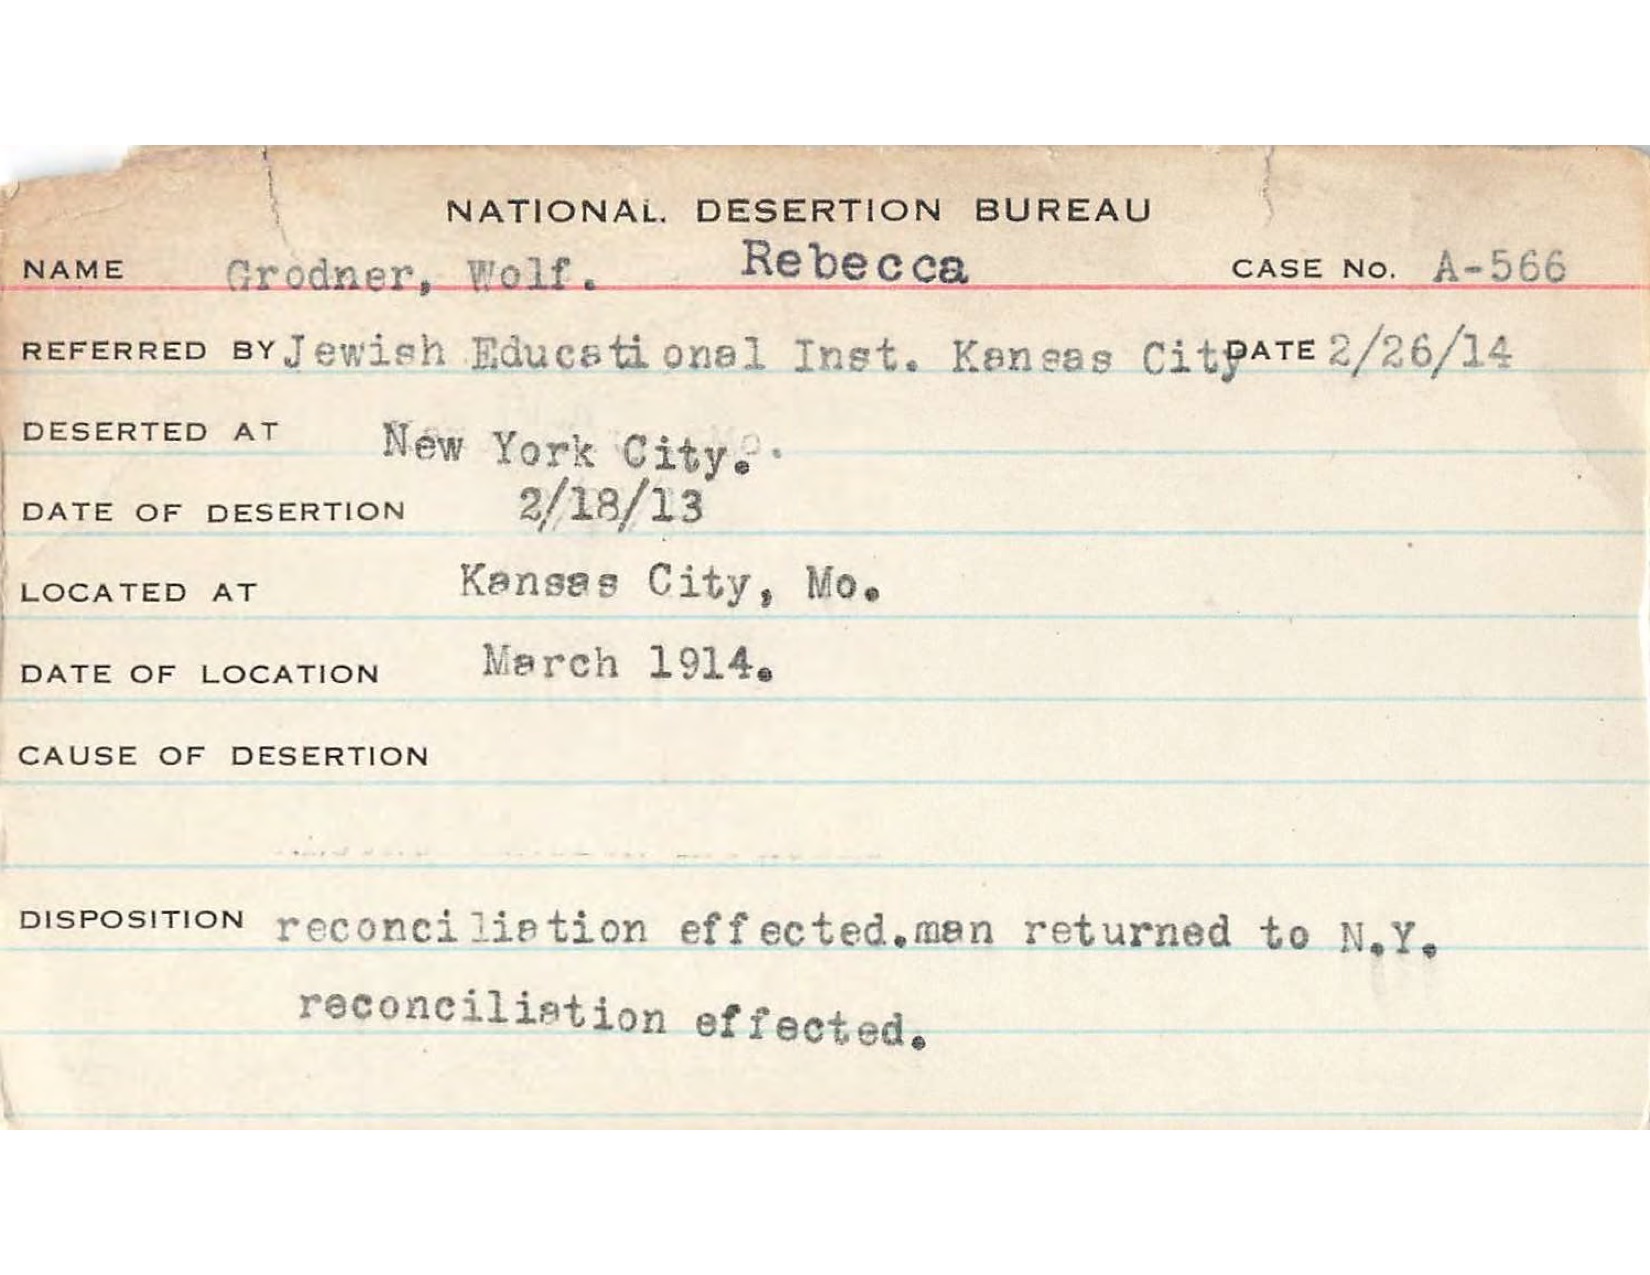 NATIONAL DESERTION BUREAU
NAME Grodner, Wolf. Rebecca CASE No. A-566
REFERRED BY Jewish Educational Inst. Kansas City DATE 2/26/14
DESERTED AT New York City.
DATE OF DESERTION 2/18/13
LOCATED AT Kansas City, Mo.
DATE OF LOCATION March 1914.
CAUSE OF DESERTION
DISPOSITION reconciliation effected.man returned to N.Y.
reconciliation effected.